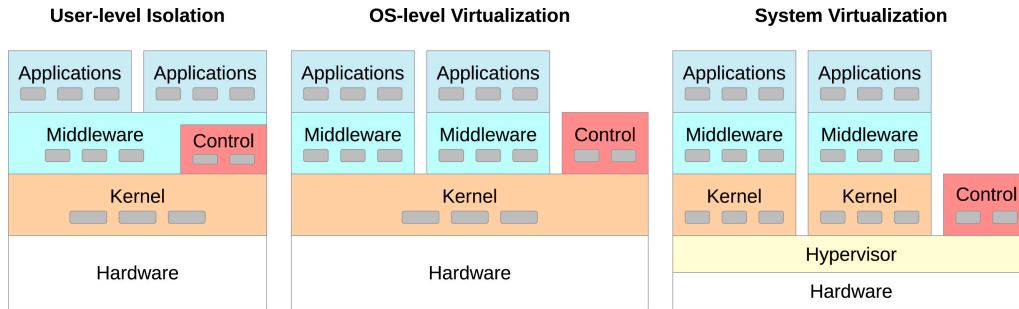 User-level Isolation
Applications
Applications
Middleware
Control
Kernel
Hardware
OS-level Virtualization
Applications
Applications
Middleware
Middleware
Control
Kernel
Hardware
System Virtualization
Applications
Applications
Middleware
Middleware
Kernel
Kernel
Control
Hypervisor
Hardware